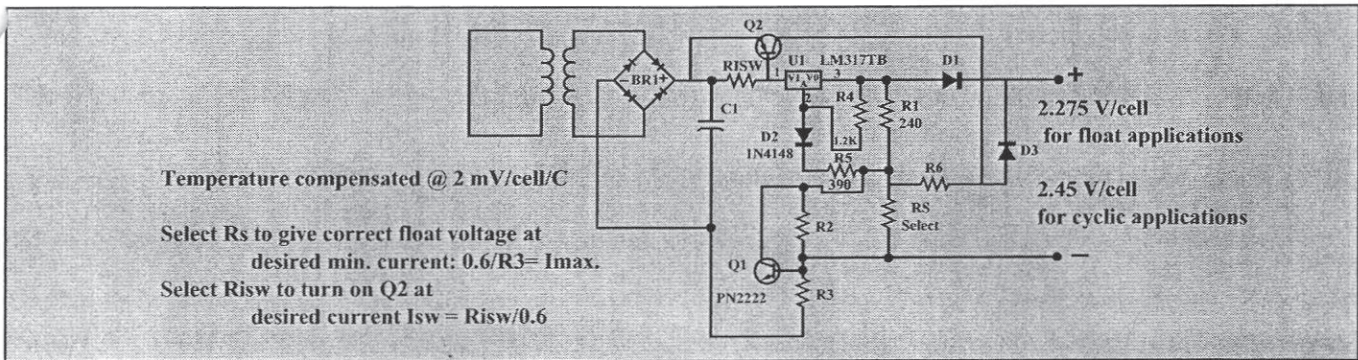 Q2
U1 LM317TB
D1
RISW
BR1
1
V1 A V0
3
2
C1
R4
R1
240
D2
1N4148
1.2K
R5
390
R6
D3
RS
Select
R2
Q1
PN2222
R3
+
2.275 V/cell
for float applications
2.45 V/cell
for cyclic applications
−
Temperature compensated @ 2 mV/cell/C
Select Rs to give correct float voltage at
desired min. current: 0.6/R3= Imax.
Select Risw to turn on Q2 at
desired current Isw = Risw/0.6